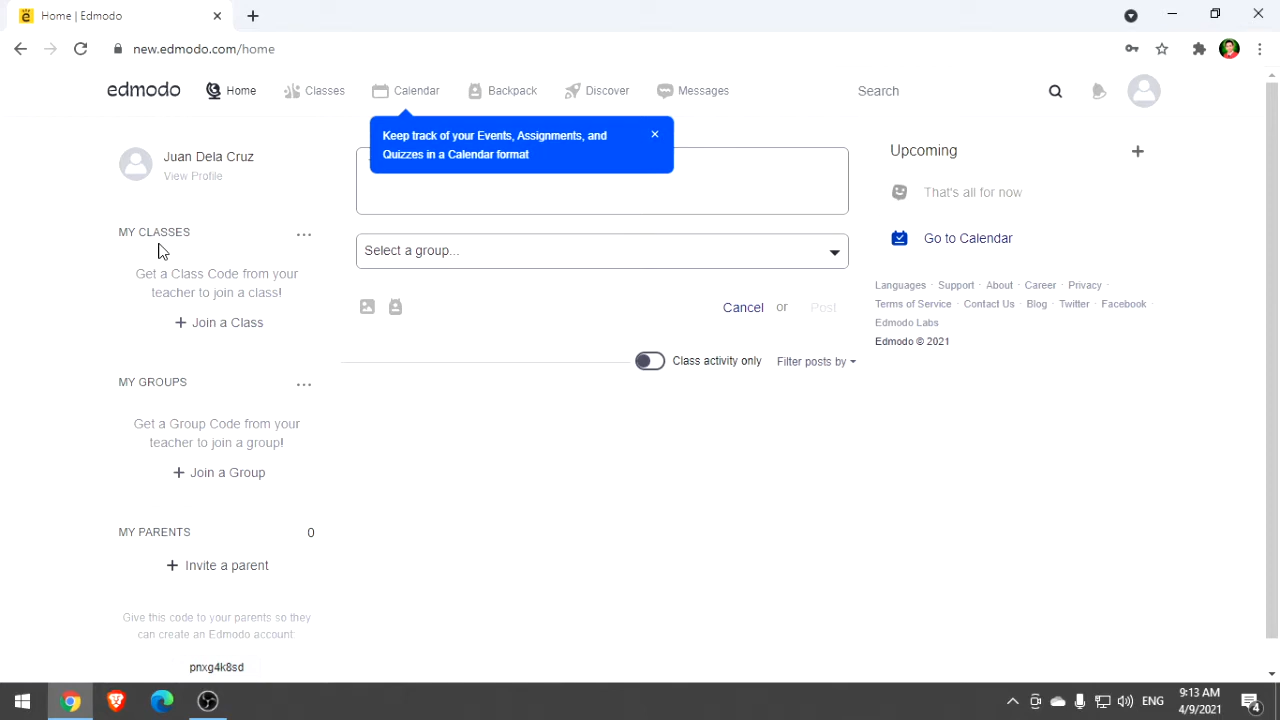 Home | Edmodo
new.edmodo.com/home
edmodo Home Classes Calendar Backpack Discover Messages Search
Keep track of your Events, Assignments, and
Quizzes in a Calendar format
Juan Dela Cruz
View Profile
MY CLASSES
Get a Class Code from your
teacher to join a class!
+ Join a Class
MY GROUPS
Get a Group Code from your
teacher to join a group!
+ Join a Group
MY PARENTS 0
+ Invite a parent
Give this code to your parents so they
can create an Edmodo account:
pnxg4k8sd
Select a group...
Cancel or Post
Class activity only Filter posts by
Upcoming
That's all for now
Go to Calendar
Languages · Support · About · Career · Privacy ·
Terms of Service · Contact Us · Blog · Twitter · Facebook ·
Edmodo Labs
Edmodo © 2021
ENG
9:13 AM
4/9/2021
4